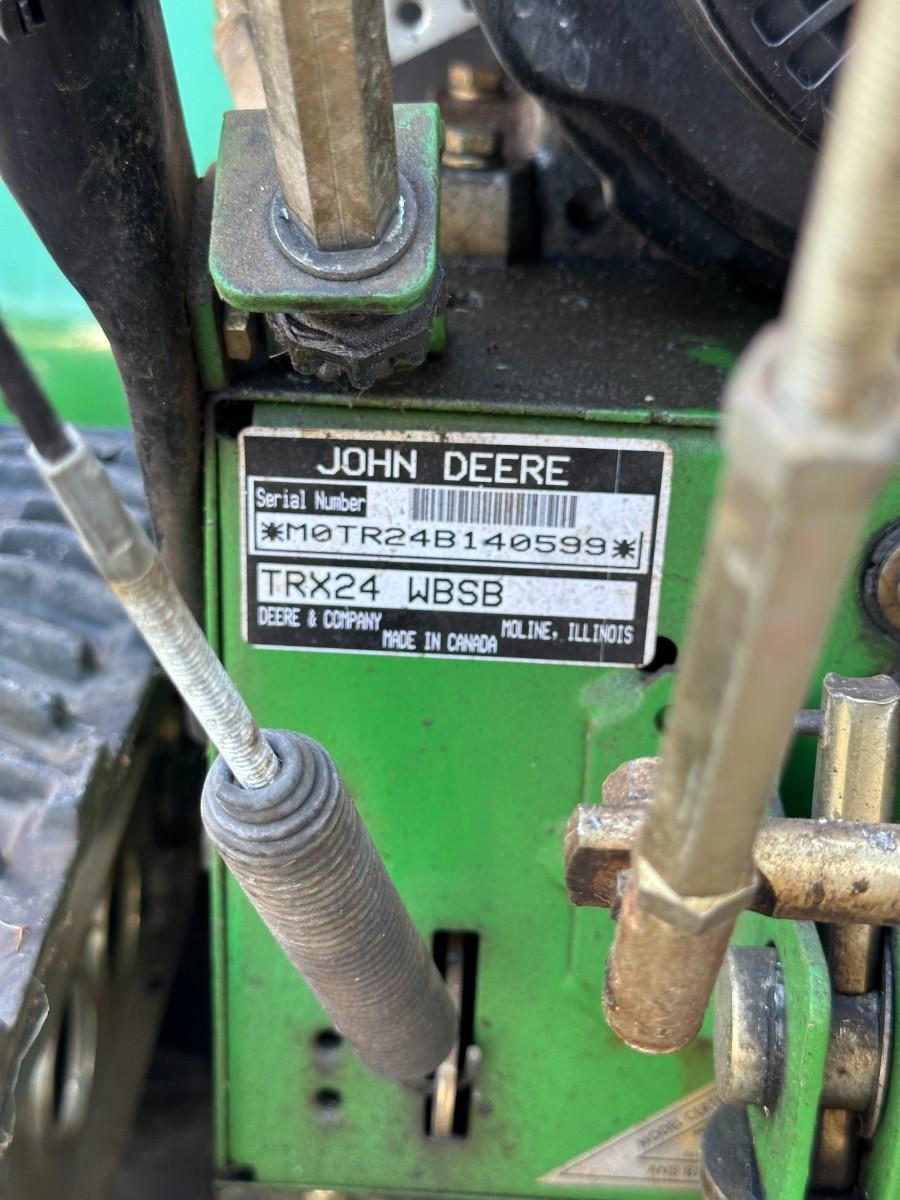 JOHN DEERE
Serial Number
*M0TR24B140599*
TRX24 WBSB
DEERE & COMPANY MOLINE, ILLINOIS
MADE IN CANADA